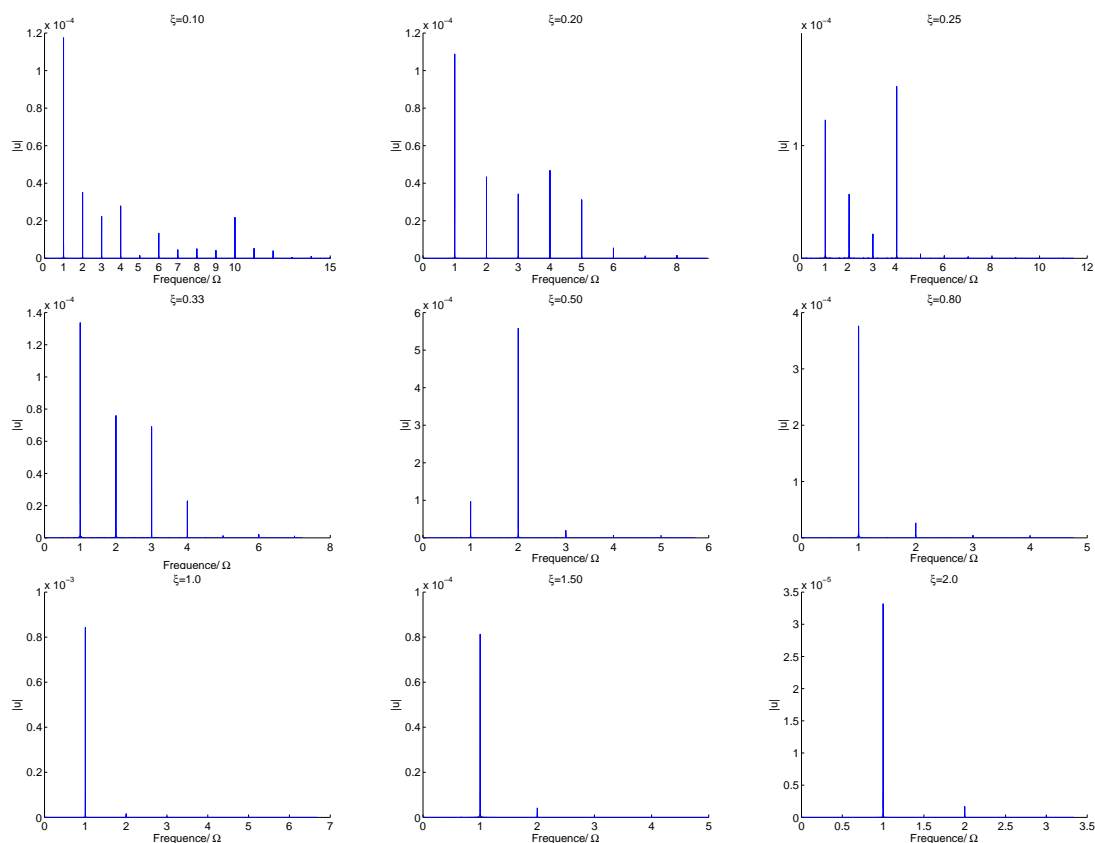 x 10⁻⁴
ξ=0.10
1.2
1
0.8
0.6
0.4
0.2
0
|u|
0 1 2 3 4 5 6 7 8 9 10 15
Frequence/ Ω
x 10⁻⁴
ξ=0.20
1.2
1
0.8
0.6
0.4
0.2
0
|u|
0 1 2 3 4 5 6 8
Frequence/ Ω
x 10⁻⁴
ξ=0.25
1
0
|u|
0 1 2 3 4 6 8 10 12
Frequence/ Ω
x 10⁻⁴
ξ=0.33
1.4
1.2
1
0.8
0.6
0.4
0.2
0
|u|
0 1 2 3 4 5 6 8
Frequence/ Ω
x 10⁻⁴
ξ=0.50
6
5
4
3
2
1
0
|u|
0 1 2 3 4 5 6
Frequence/ Ω
x 10⁻⁴
ξ=0.80
4
3
2
1
0
|u|
0 1 2 3 4 5
Frequence/ Ω
x 10⁻³
ξ=1.0
1
0.8
0.6
0.4
0.2
0
|u|
0 1 2 3 4 5 6 7
Frequence/ Ω
x 10⁻⁴
ξ=1.50
1
0.8
0.6
0.4
0.2
0
|u|
0 1 2 3 4 5
Frequence/ Ω
x 10⁻⁵
ξ=2.0
3.5
3
2.5
2
1.5
1
0.5
0
|u|
0 0.5 1 1.5 2 2.5 3 3.5
Frequence/ Ω